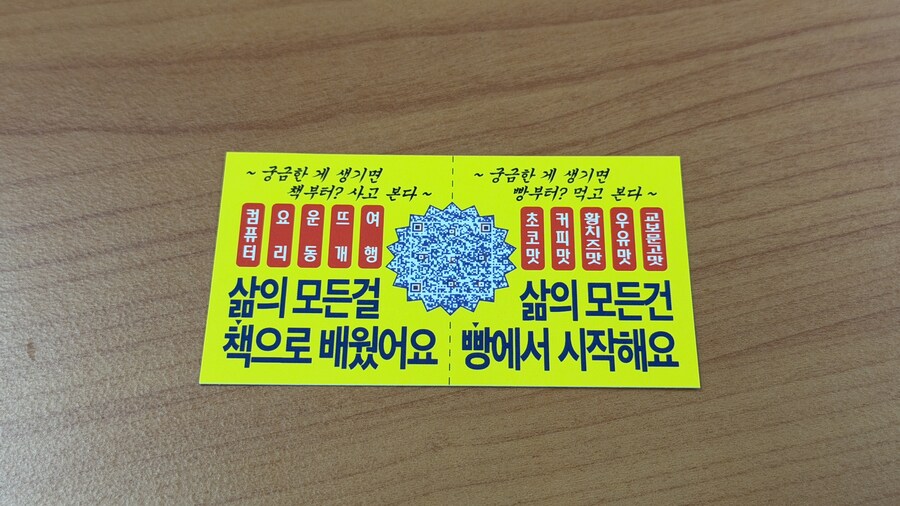 ~ 궁금한 게 생기면
책부터? 사고 본다 ~
컴퓨터
요리
운동
뜨개
여행
삶의 모든걸
책으로 배웠어요
~ 궁금한 게 생기면
빵부터? 먹고 본다 ~
초코맛
커피맛
황치즈맛
우유맛
교보문고맛
삶의 모든건
빵에서 시작해요